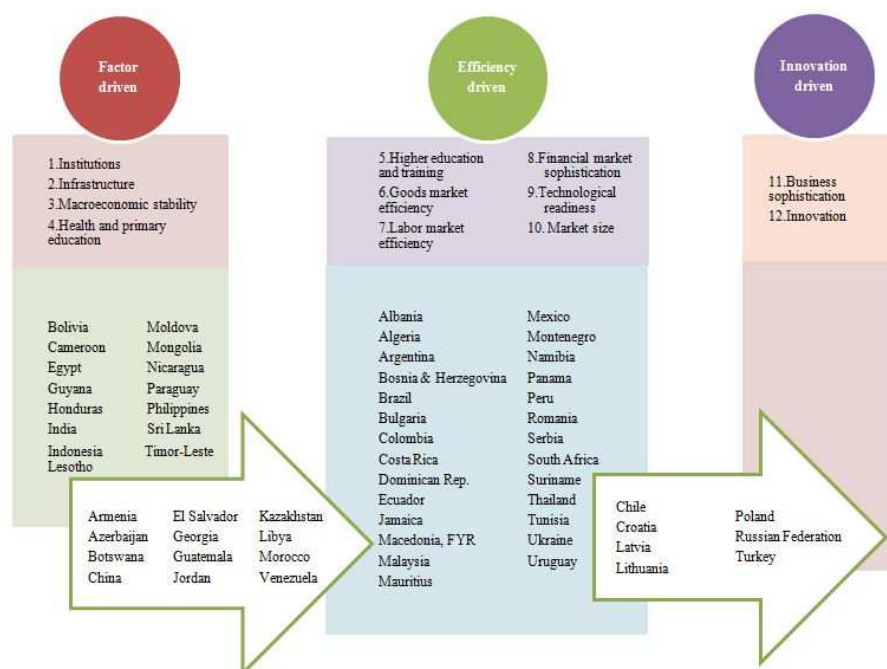 Factor
driven
1.Institutions
2.Infrastructure
3.Macroeconomic stability
4.Health and primary
education
Bolivia
Cameroon
Egypt
Guyana
Honduras
India
Indonesia
Lesotho
Moldova
Mongolia
Nicaragua
Paraguay
Philippines
Sri Lanka
Timor-Leste
Armenia
Azerbaijan
Botswana
China
El Salvador
Georgia
Guatemala
Jordan
Kazakhstan
Libya
Morocco
Venezuela
Efficiency
driven
5.Higher education
and training
6.Goods market
efficiency
7.Labor market
efficiency
8.Financial market
sophistication
9.Technological
readiness
10. Market size
Albania
Algeria
Argentina
Bosnia & Herzegovina
Brazil
Bulgaria
Colombia
Costa Rica
Dominican Rep.
Ecuador
Jamaica
Macedonia, FYR
Malaysia
Mauritius
Mexico
Montenegro
Namibia
Panama
Peru
Romania
Serbia
South Africa
Suriname
Thailand
Tunisia
Ukraine
Uruguay
Chile
Croatia
Latvia
Lithuania
Poland
Russian Federation
Turkey
Innovation
driven
11.Business
sophistication
12.Innovation